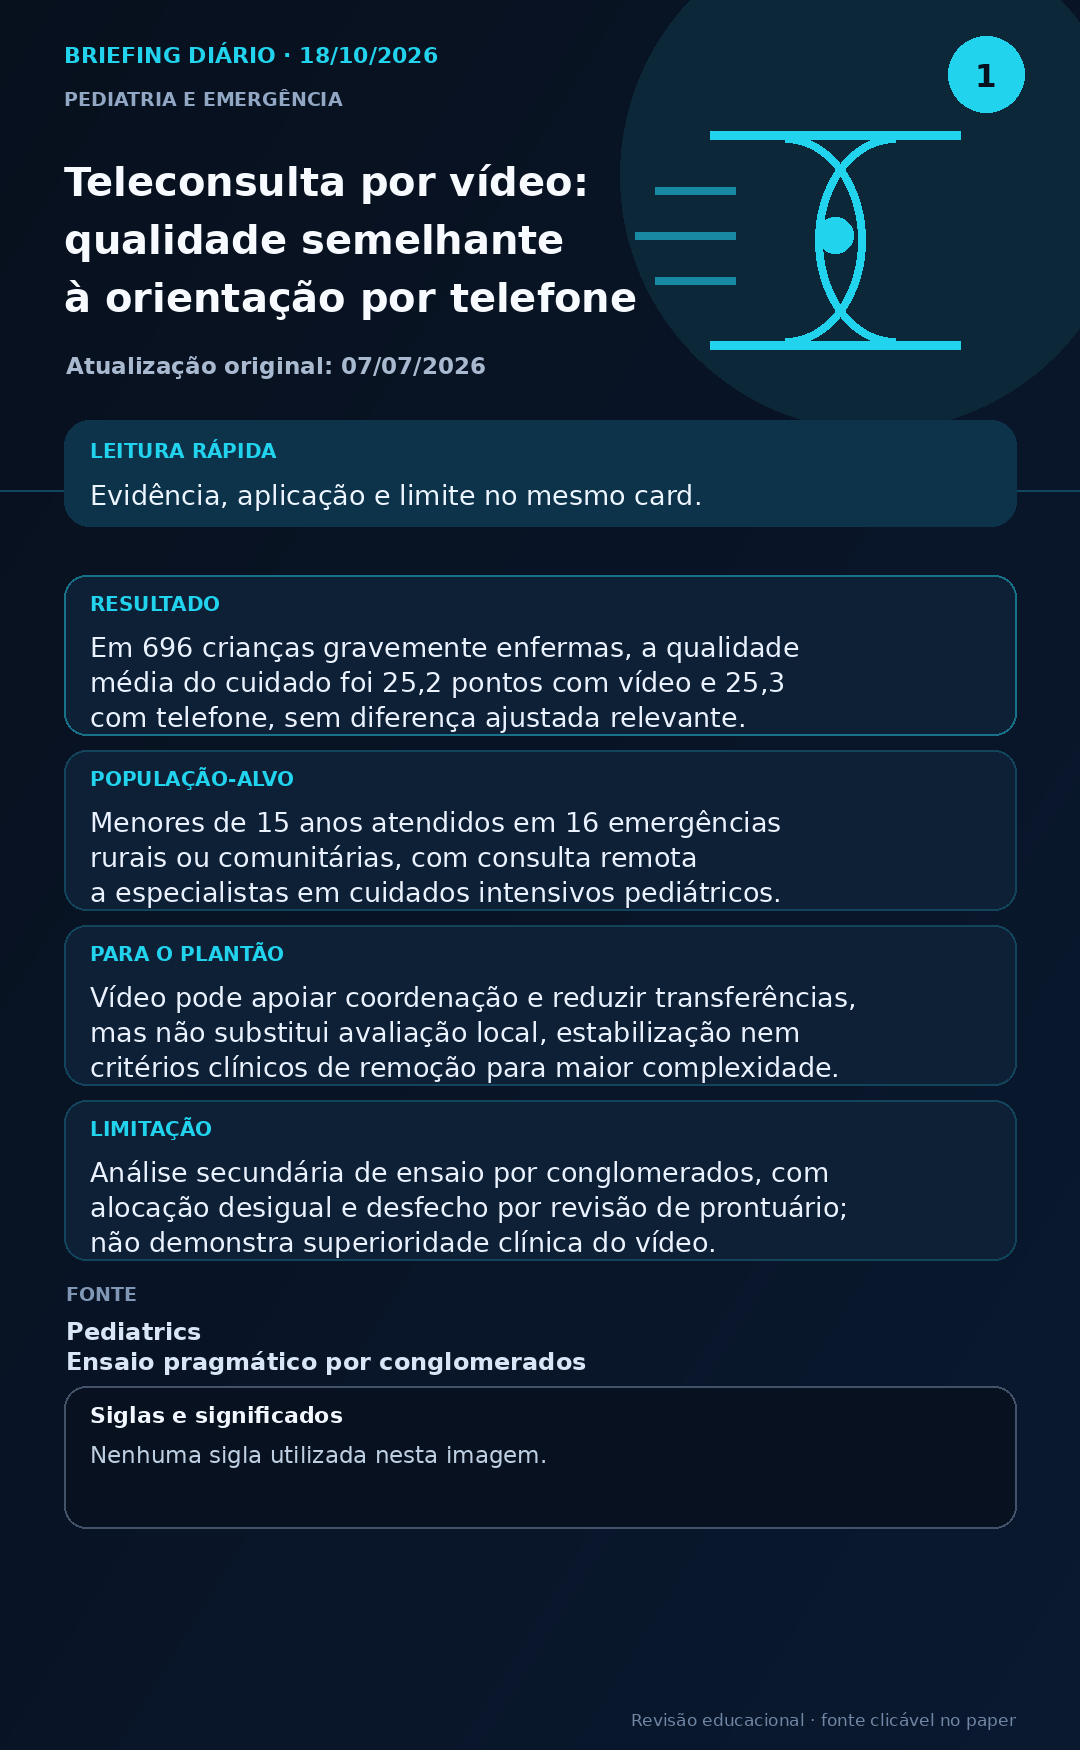 BRIEFING DIÁRIO · 18/10/2026
1
PEDIATRIA E EMERGÊNCIA
Teleconsulta por vídeo:
qualidade semelhante
à orientação por telefone
Atualização original: 07/07/2026
LEITURA RÁPIDA
Evidência, aplicação e limite no mesmo card.
RESULTADO
Em 696 crianças gravemente enfermas, a qualidade
média do cuidado foi 25,2 pontos com vídeo e 25,3
com telefone, sem diferença ajustada relevante.
POPULAÇÃO-ALVO
Menores de 15 anos atendidos em 16 emergências
rurais ou comunitárias, com consulta remota
a especialistas em cuidados intensivos pediátricos.
PARA O PLANTÃO
Vídeo pode apoiar coordenação e reduzir transferências,
mas não substitui avaliação local, estabilização nem
critérios clínicos de remoção para maior complexidade.
LIMITAÇÃO
Análise secundária de ensaio por conglomerados, com
alocação desigual e desfecho por revisão de prontuário;
não demonstra superioridade clínica do vídeo.
FONTE
Pediatrics
Ensaio pragmático por conglomerados
Siglas e significados
Nenhuma sigla utilizada nesta imagem.
Revisão educacional · fonte clicável no paper